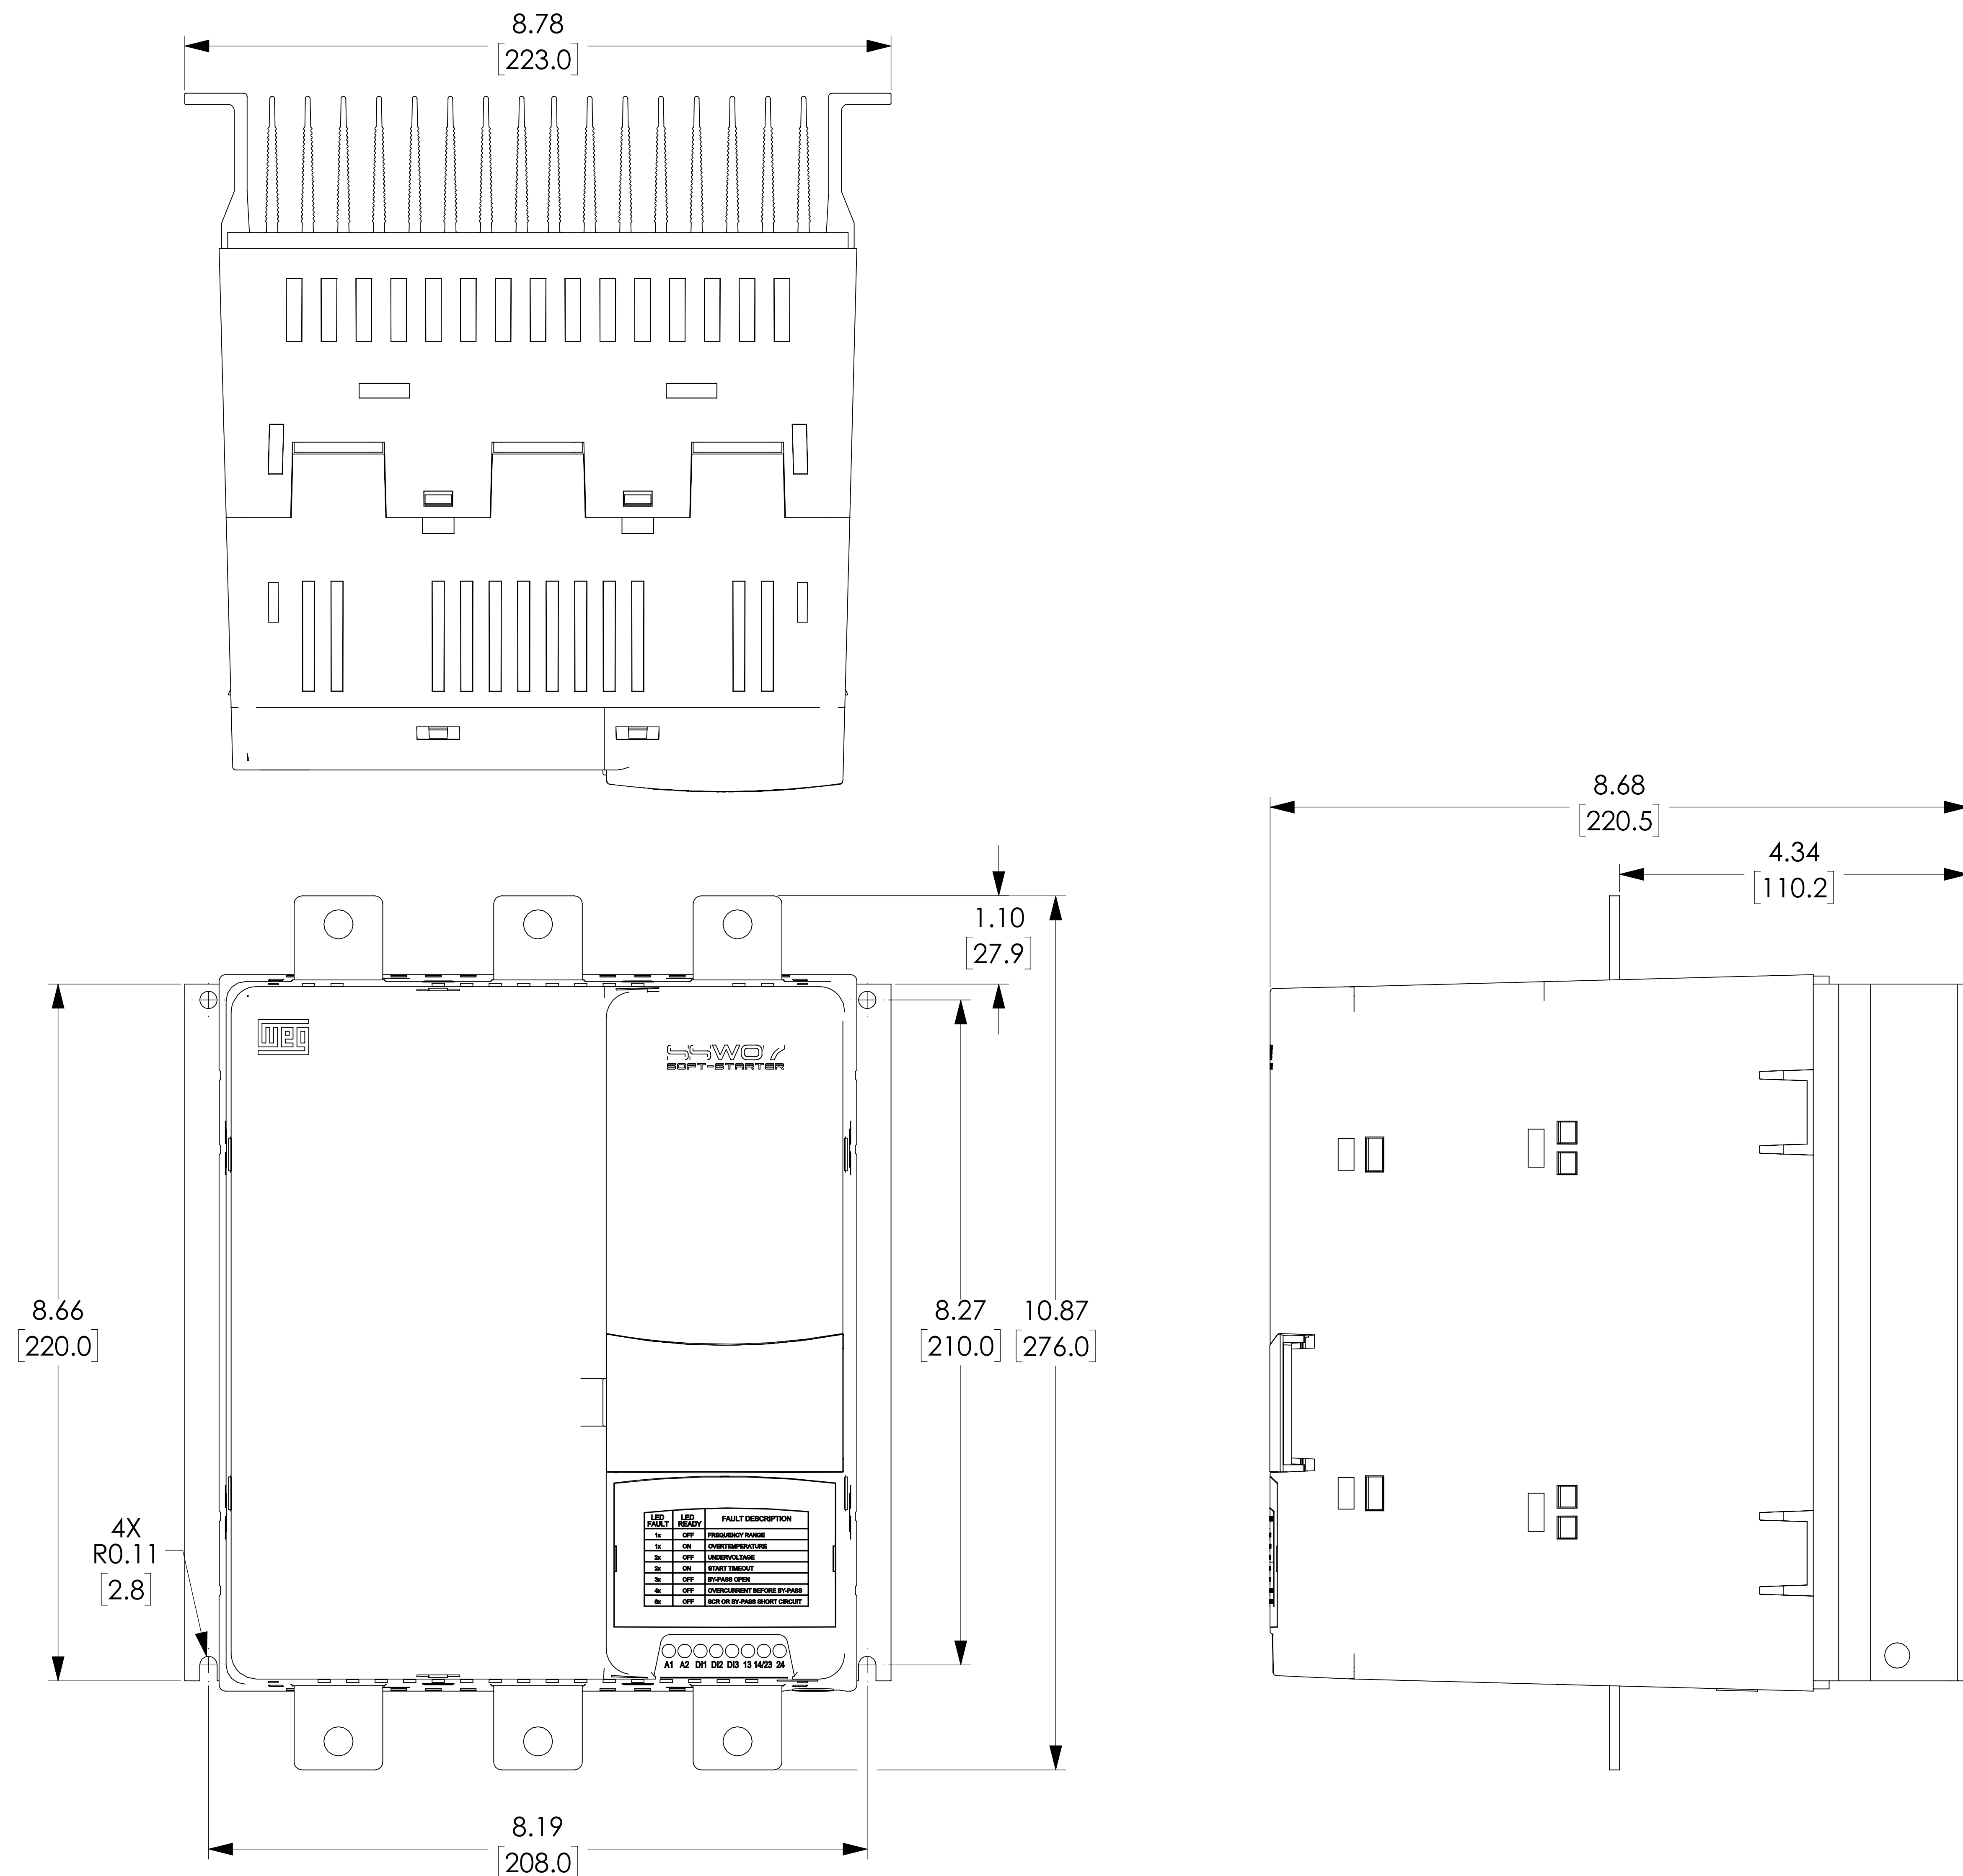 8.78
[223.0]
8.68
[220.5]
4.34
[110.2]
1.10
[27.9]
weg
SSW07
SOFT-STARTER
8.66
[220.0]
8.27
[210.0]
10.87
[276.0]
4X
R0.11
[2.8]
LED FAULT LED READY FAULT DESCRIPTION
1x OFF FREQUENCY RANGE
1x ON OVERTEMPERATURE
2x OFF UNDERVOLTAGE
2x ON START TIMEOUT
3x OFF BY-PASS OPEN
4x OFF OVERCURRENT BEFORE BY-PASS
6x OFF SCR OR BY-PASS SHORT CIRCUIT
A1 A2 DI1 DI2 DI3 13 14/23 24
8.19
[208.0]